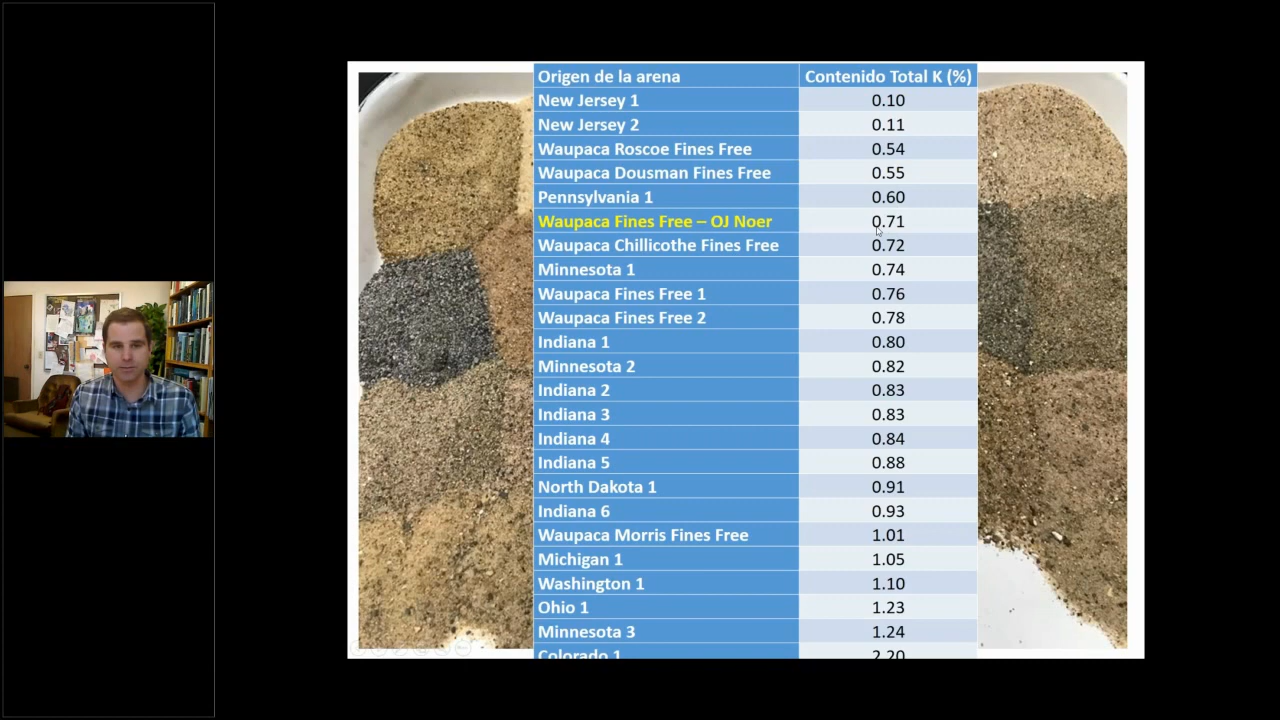 Origen de la arena Contenido Total K (%)
New Jersey 1 0.10
New Jersey 2 0.11
Waupaca Roscoe Fines Free 0.54
Waupaca Dousman Fines Free 0.55
Pennsylvania 1 0.60
Waupaca Fines Free – OJ Noer 0.71
Waupaca Chillicothe Fines Free 0.72
Minnesota 1 0.74
Waupaca Fines Free 1 0.76
Waupaca Fines Free 2 0.78
Indiana 1 0.80
Minnesota 2 0.82
Indiana 2 0.83
Indiana 3 0.83
Indiana 4 0.84
Indiana 5 0.88
North Dakota 1 0.91
Indiana 6 0.93
Waupaca Morris Fines Free 1.01
Michigan 1 1.05
Washington 1 1.10
Ohio 1 1.23
Minnesota 3 1.24
Colorado 1 2.20